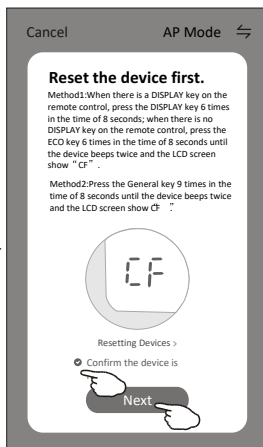 Cancel AP Mode
Reset the device first.
Method1:When there is a DISPLAY key on the
remote control, press the DISPLAY key 6 times
in the time of 8 seconds; when there is no
DISPLAY key on the remote control, press the
ECO key 6 times in the time of 8 seconds until
the device beeps twice and the LCD screen
show “CF”.
Method2:Press the General key 9 times in the
time of 8 seconds until the device beeps twice
and the LCD screen show CF ”.
CF
Resetting Devices >
Confirm the device is
Next